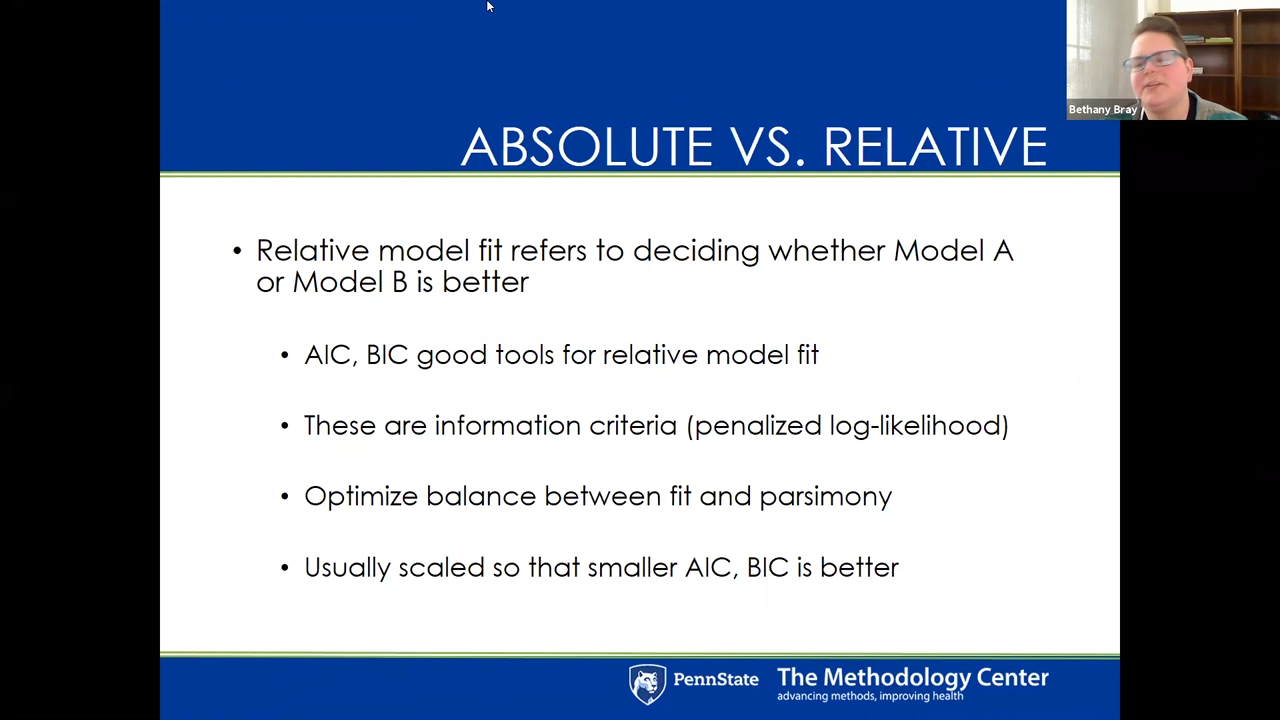 Bethany Bray
ABSOLUTE VS. RELATIVE
• Relative model fit refers to deciding whether Model A
or Model B is better
• AIC, BIC good tools for relative model fit
• These are information criteria (penalized log-likelihood)
• Optimize balance between fit and parsimony
• Usually scaled so that smaller AIC, BIC is better
PennState
The Methodology Center
advancing methods, improving health